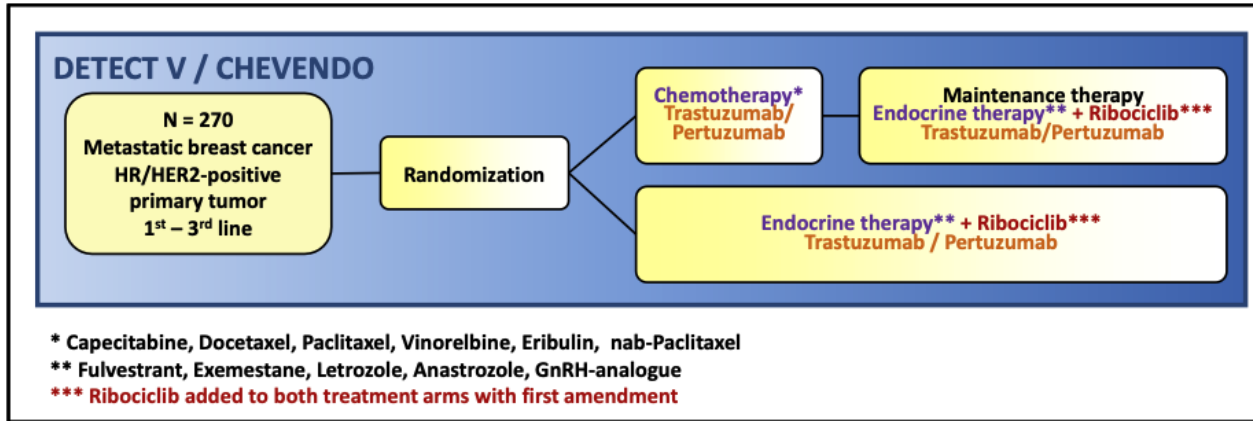 DETECT V / CHEVENDO
N = 270
Metastatic breast cancer
HR/HER2-positive
primary tumor
1st – 3rd line
Randomization
Chemotherapy*
Trastuzumab/
Pertuzumab
Maintenance therapy
Endocrine therapy** + Ribociclib***
Trastuzumab/Pertuzumab
Endocrine therapy** + Ribociclib***
Trastuzumab / Pertuzumab
* Capecitabine, Docetaxel, Paclitaxel, Vinorelbine, Eribulin, nab-Paclitaxel
** Fulvestrant, Exemestane, Letrozole, Anastrozole, GnRH-analogue
*** Ribociclib added to both treatment arms with first amendment